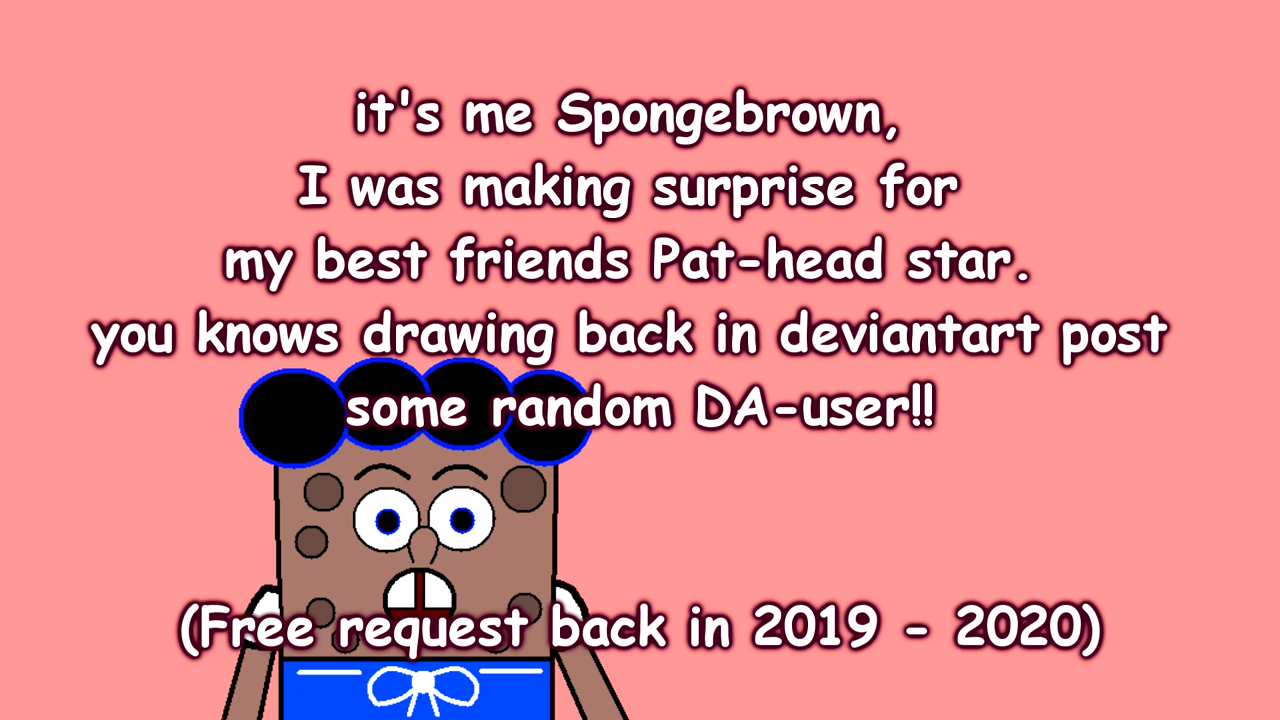 it's me Spongebrown,
I was making surprise for
my best friends Pat-head star.
you knows drawing back in deviantart post
some random DA-user!!
(Free request back in 2019 - 2020)